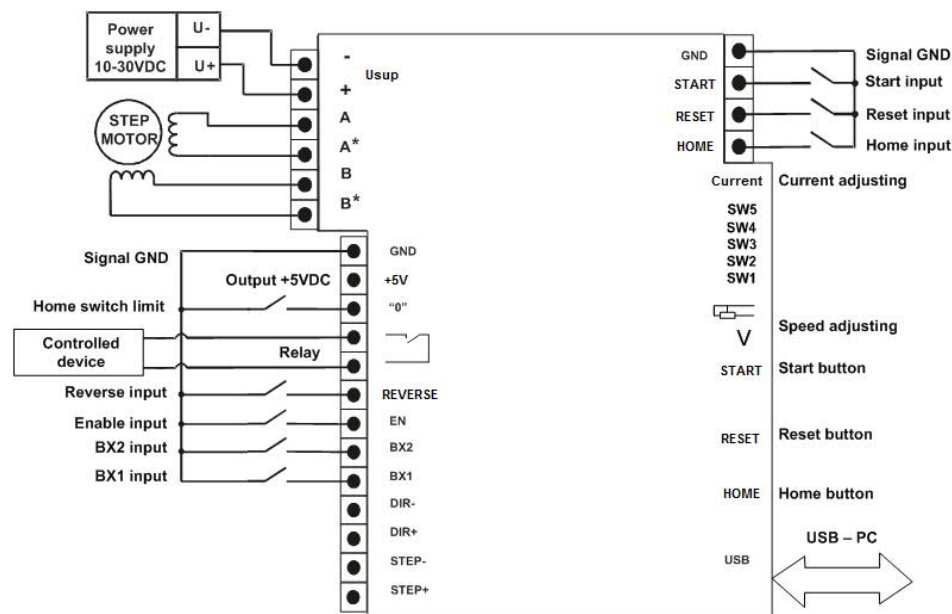 Power
supply
10-30VDC
U-
U+
-
Usup
+
STEP
MOTOR
A
A*
B
B*
GND
Signal GND
START
Start input
RESET
Reset input
HOME
Home input
Current
Current adjusting
SW5
SW4
SW3
SW2
SW1
V
Speed adjusting
START
Start button
RESET
Reset button
HOME
Home button
USB – PC
USB
Signal GND
GND
Output +5VDC
+5V
Home switch limit
"0"
Controlled
device
Relay
Reverse input
REVERSE
Enable input
EN
BX2 input
BX2
BX1 input
BX1
DIR-
DIR+
STEP-
STEP+